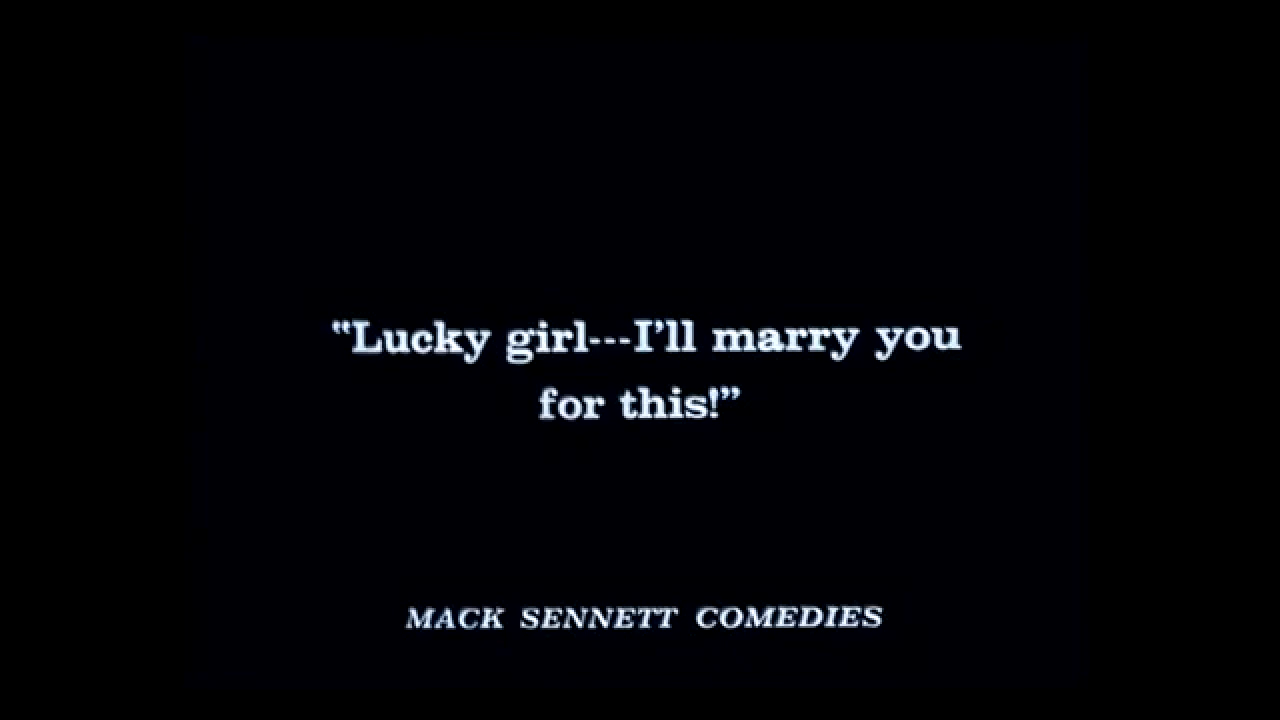 “Lucky girl---I’ll marry you
for this!”
MACK SENNETT COMEDIES